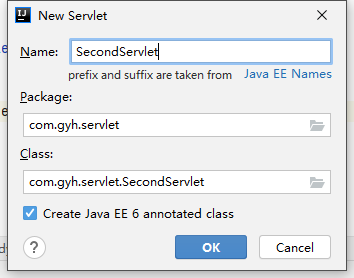 New Servlet
Name: SecondServlet
prefix and suffix are taken from Java EE Names
Package:
com.gyh.servlet
Class:
com.gyh.servlet.SecondServlet
Create Java EE 6 annotated class
? OK Cancel